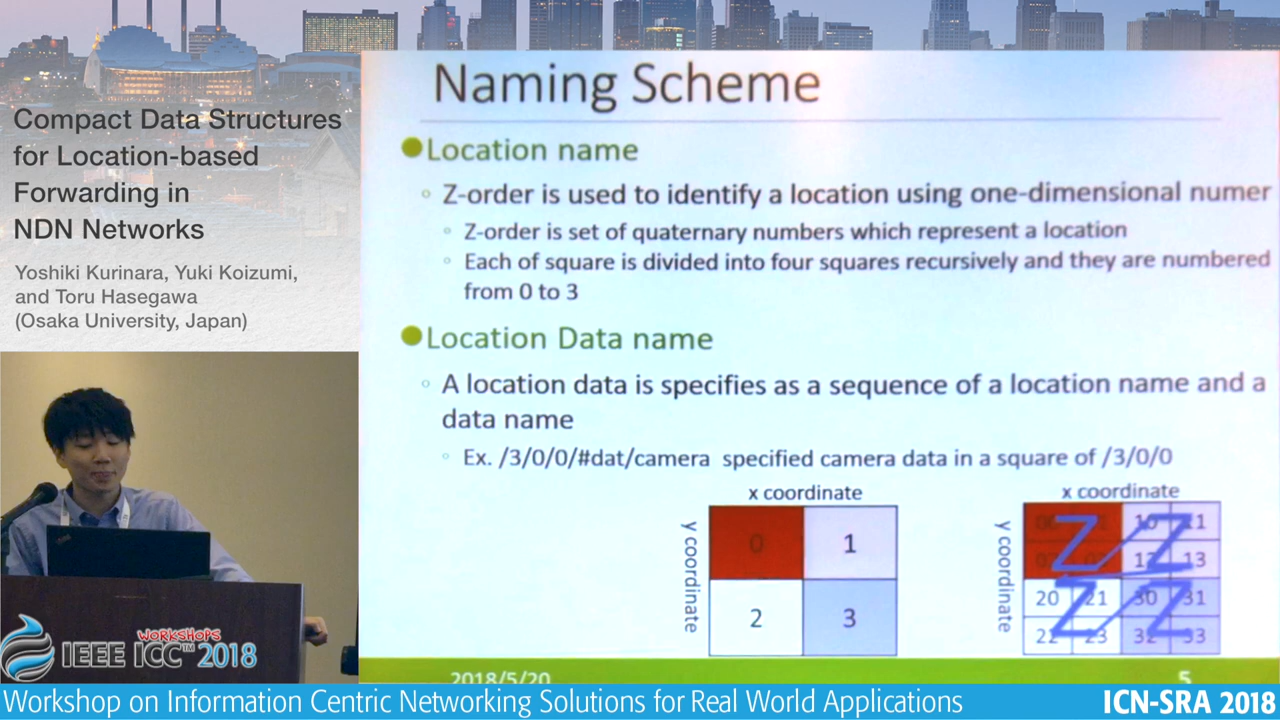 Compact Data Structures
for Location-based
Forwarding in
NDN Networks
Yoshiki Kurinara, Yuki Koizumi,
and Toru Hasegawa
(Osaka University, Japan)
Naming Scheme
Location name
Z-order is used to identify a location using one-dimensional numer
Z-order is set of quaternary numbers which represent a location
Each of square is divided into four squares recursively and they are numbered
from 0 to 3
Location Data name
A location data is specifies as a sequence of a location name and a
data name
Ex. /3/0/0/#dat/camera specified camera data in a square of /3/0/0
x coordinate
y coordinate
0 1
2 3
x coordinate
y coordinate
13
20 21 30 31
22 23 32 33
2018/5/20
5
WORKSHOPS
IEEE ICC™ 2018
Workshop on Information Centric Networking Solutions for Real World Applications
ICN-SRA 2018